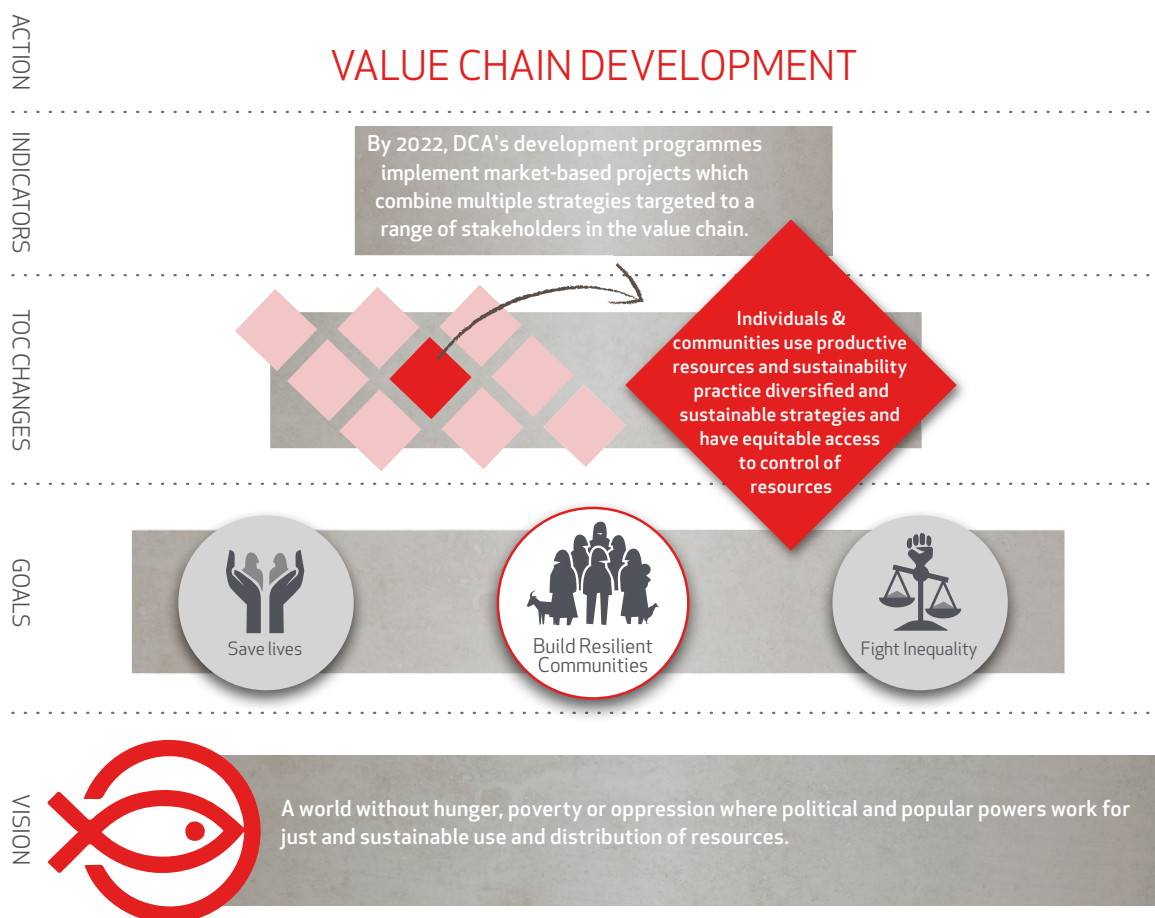 ACTION
VALUE CHAIN DEVELOPMENT
INDICATORS
By 2022, DCA's development programmes
implement market-based projects which
combine multiple strategies targeted to a
range of stakeholders in the value chain.
TOC CHANGES
Individuals &
communities use productive
resources and sustainability
practice diversified and
sustainable strategies and
have equitable access
to control of
resources
GOALS
Save lives
Build Resilient
Communities
Fight Inequality
VISION
A world without hunger, poverty or oppression where political and popular powers work for
just and sustainable use and distribution of resources.